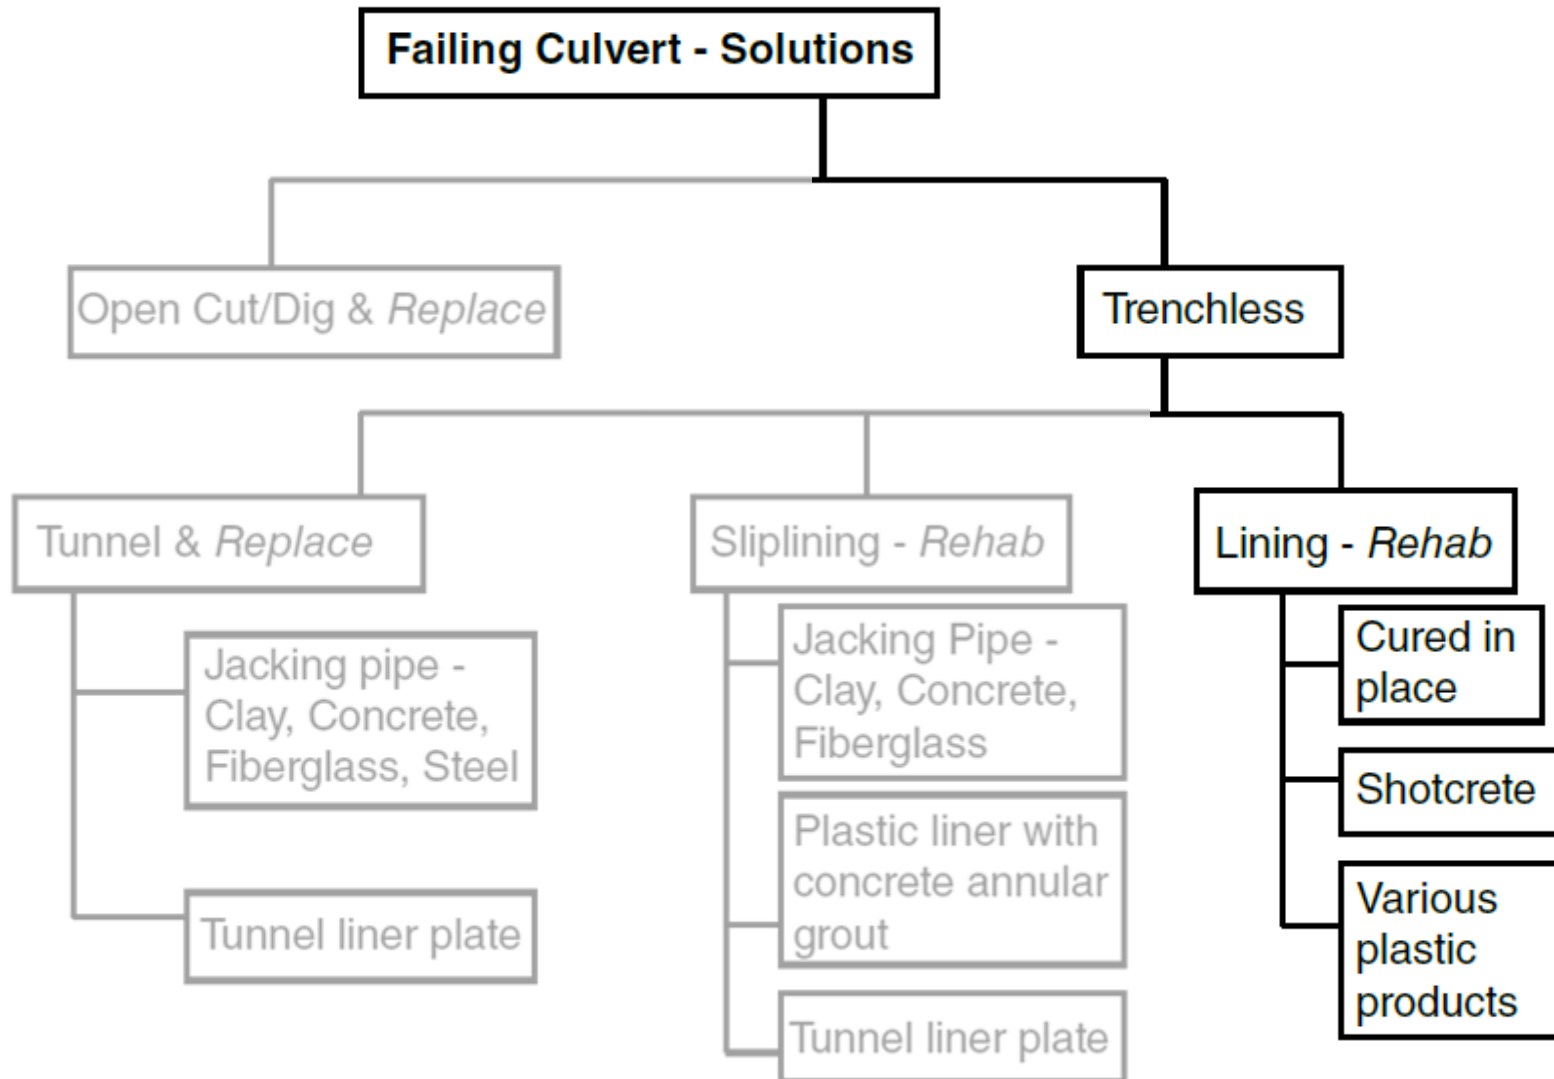 Failing Culvert - Solutions
Open Cut/Dig & Replace
Trenchless
Tunnel & Replace
Jacking pipe -
Clay, Concrete,
Fiberglass, Steel
Tunnel liner plate
Sliplining - Rehab
Jacking Pipe -
Clay, Concrete,
Fiberglass
Plastic liner with
concrete annular
grout
Tunnel liner plate
Lining - Rehab
Cured in
place
Shotcrete
Various
plastic
products